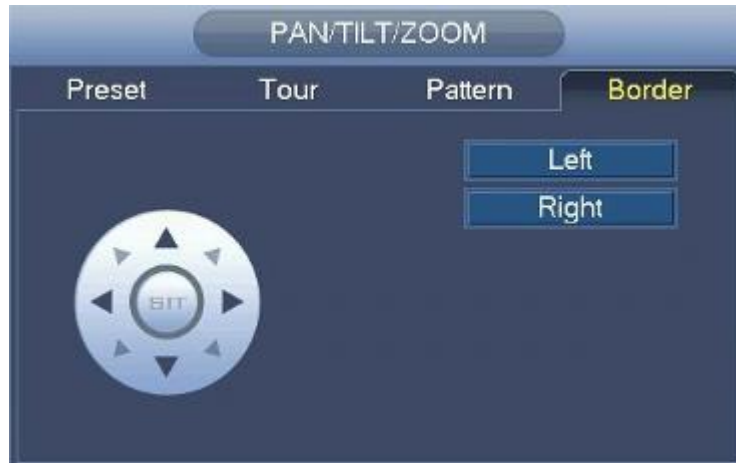 PAN/TILT/ZOOM
Preset Tour Pattern Border
Left
Right
SIT